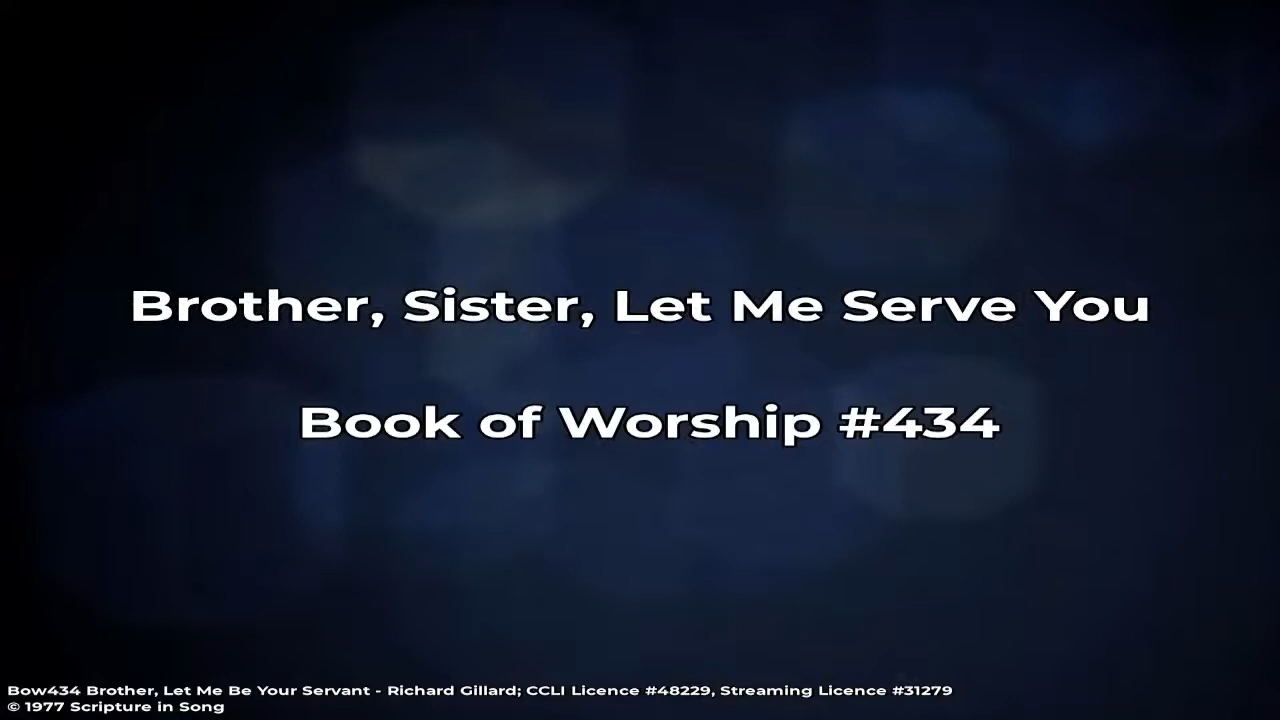 Brother, Sister, Let Me Serve You
Book of Worship #434
Bow434 Brother, Let Me Be Your Servant - Richard Gillard; CCLI Licence #48229, Streaming Licence #31279
© 1977 Scripture in Song